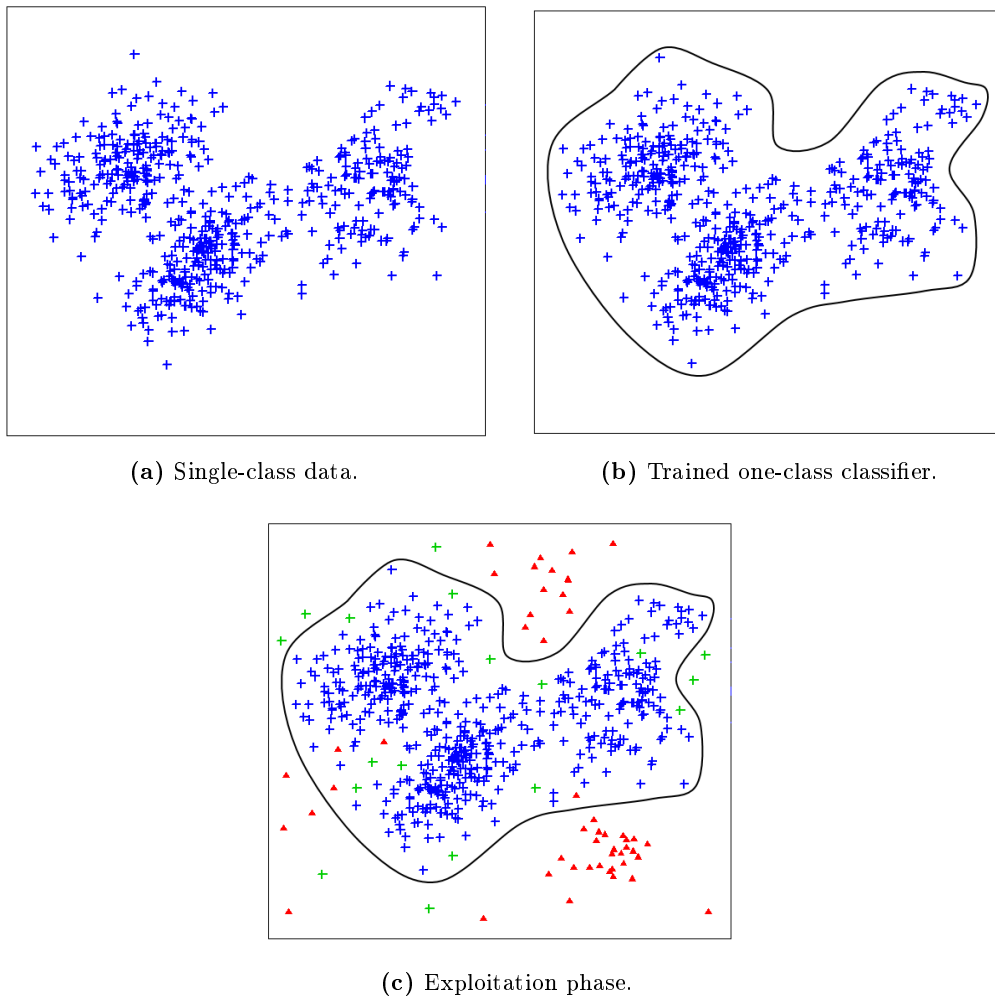 (a) Single-class data.
(b) Trained one-class classifier.
(c) Exploitation phase.